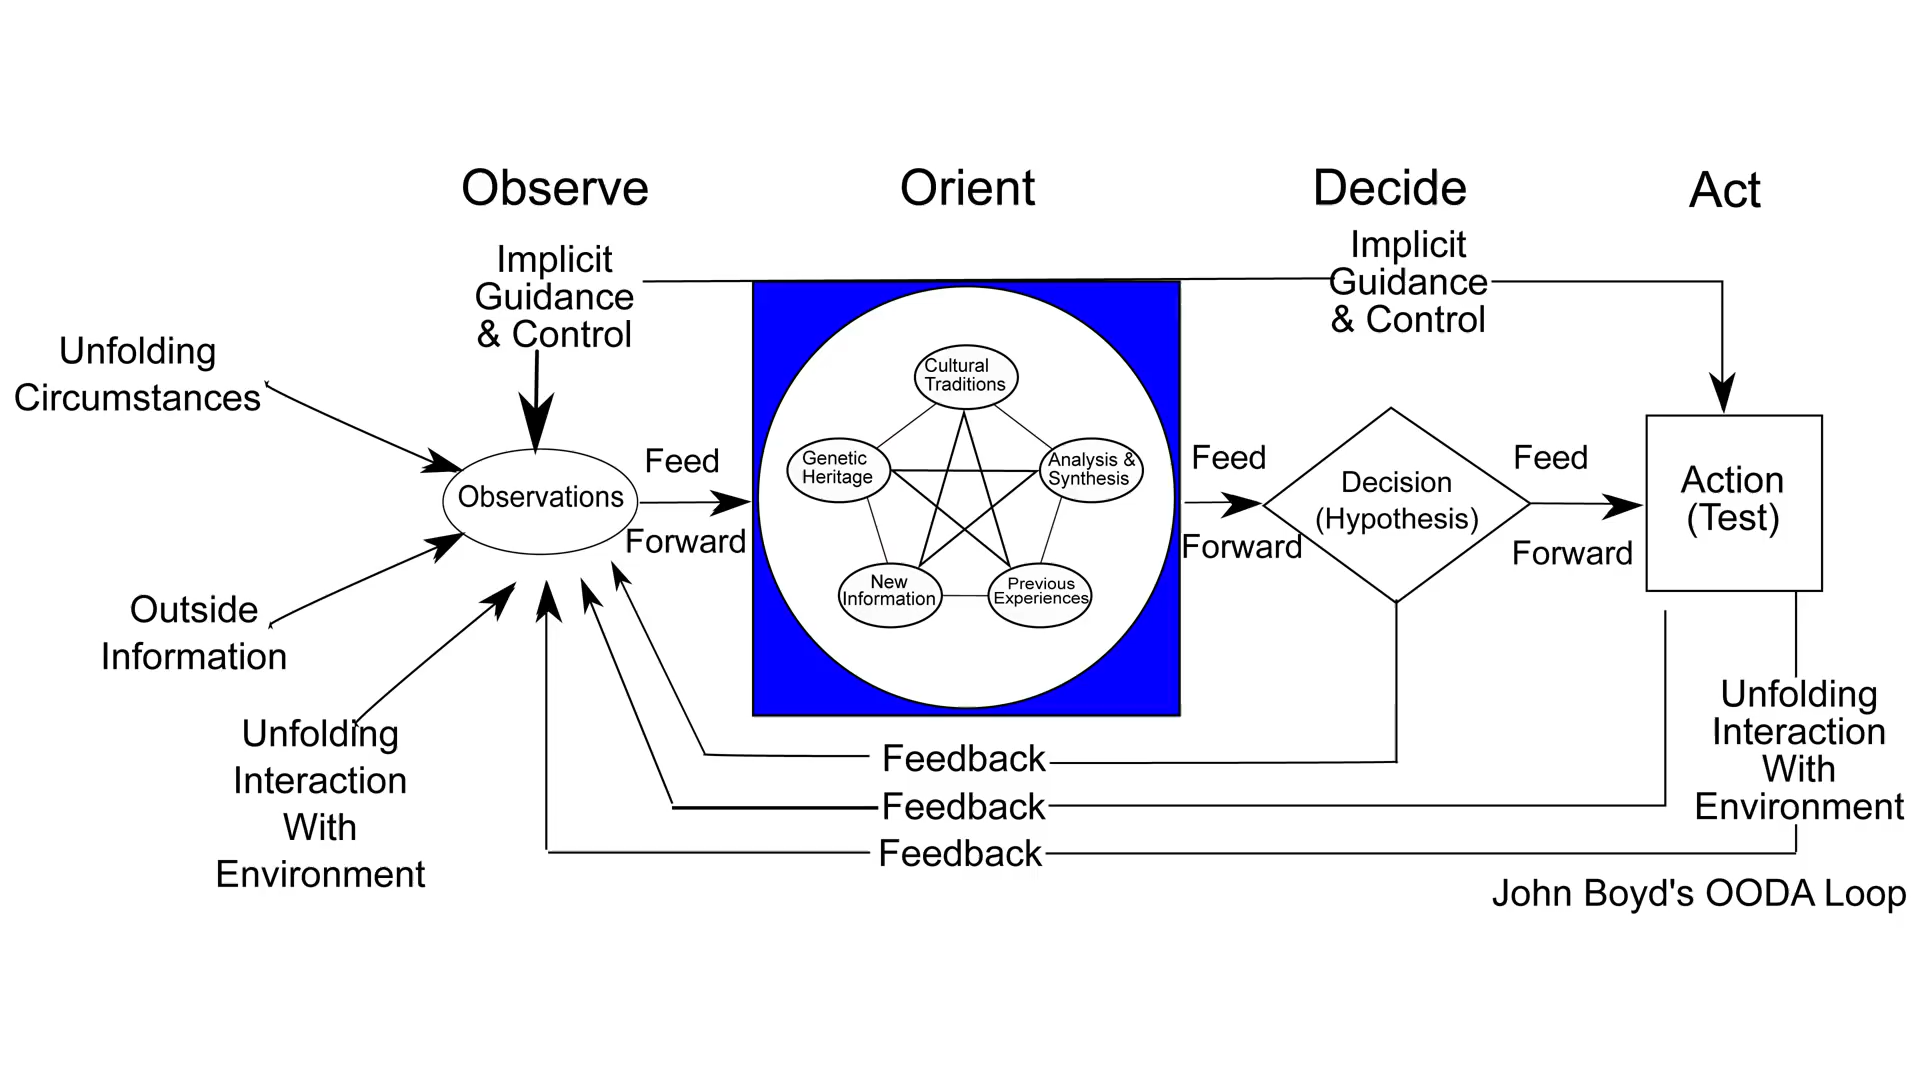 Observe
Orient
Decide
Act
Implicit
Guidance
& Control
Implicit
Guidance
& Control
Unfolding
Circumstances
Observations
Feed
Forward
Cultural
Traditions
Genetic
Heritage
Analysis &
Synthesis
New
Information
Previous
Experiences
Feed
Forward
Decision
(Hypothesis)
Feed
Forward
Action
(Test)
Outside
Information
Unfolding
Interaction
With
Environment
Feedback
Feedback
Feedback
Unfolding
Interaction
With
Environment
John Boyd's OODA Loop